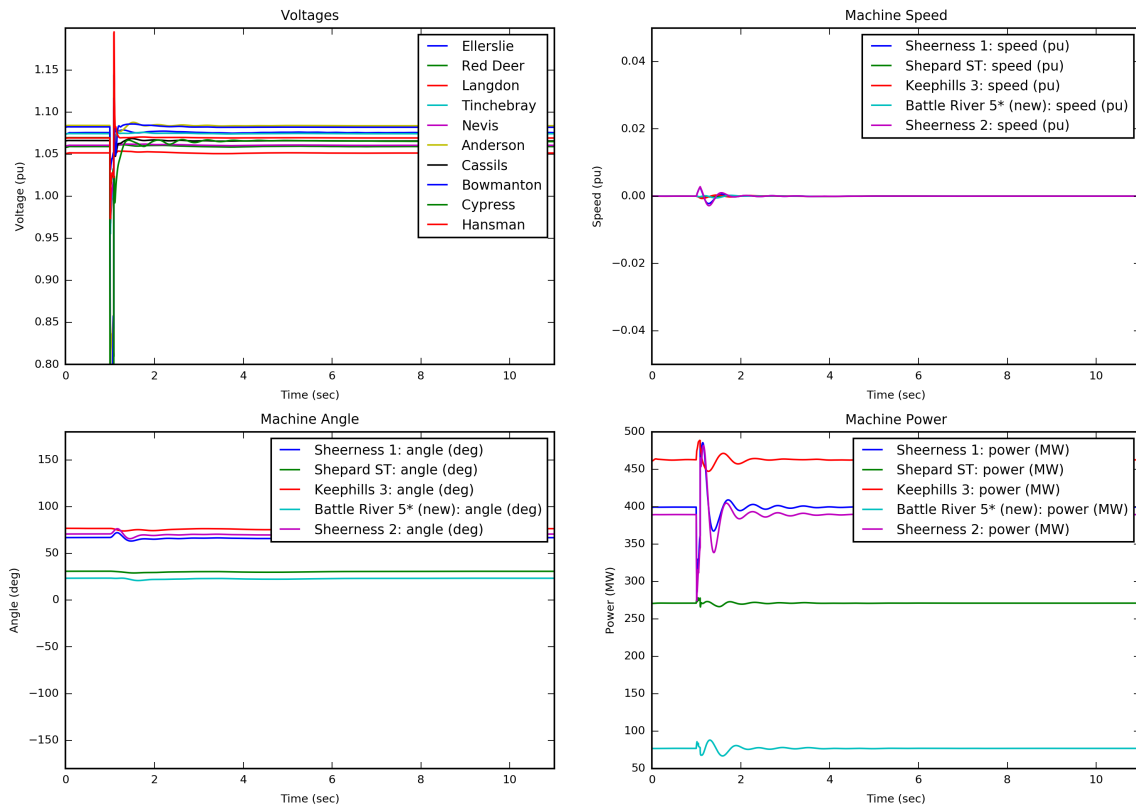 Voltages
1.15
1.10
1.05
1.00
0.95
0.90
0.85
0.80
Voltage (pu)
0
2
4
6
8
10
Time (sec)
Ellerslie
Red Deer
Langdon
Tinchebray
Nevis
Anderson
Cassils
Bowmanton
Cypress
Hansman
Machine Speed
0.04
0.02
0.00
−0.02
−0.04
Speed (pu)
0
2
4
6
8
10
Time (sec)
Sheerness 1: speed (pu)
Shepard ST: speed (pu)
Keephills 3: speed (pu)
Battle River 5* (new): speed (pu)
Sheerness 2: speed (pu)
Machine Angle
150
100
50
0
−50
−100
−150
Angle (deg)
0
2
4
6
8
10
Time (sec)
Sheerness 1: angle (deg)
Shepard ST: angle (deg)
Keephills 3: angle (deg)
Battle River 5* (new): angle (deg)
Sheerness 2: angle (deg)
Machine Power
500
450
400
350
300
250
200
150
100
50
Power (MW)
0
2
4
6
8
10
Time (sec)
Sheerness 1: power (MW)
Shepard ST: power (MW)
Keephills 3: power (MW)
Battle River 5* (new): power (MW)
Sheerness 2: power (MW)